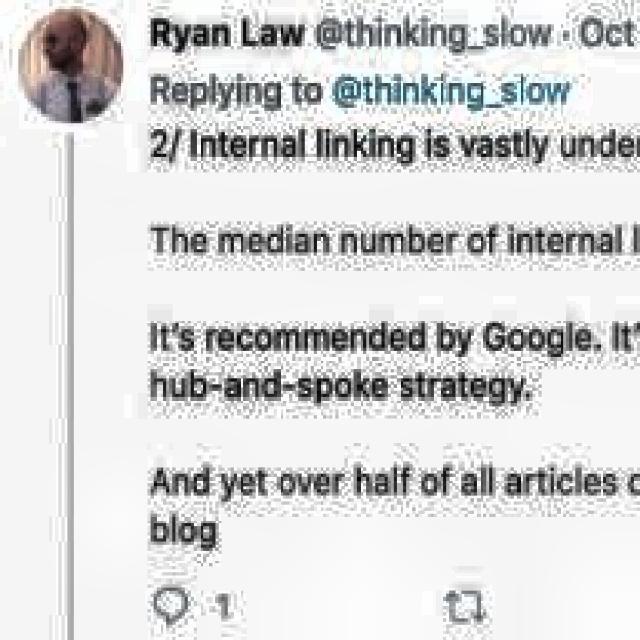 Ryan Law @thinking_slow · Oct
Replying to @thinking_slow
2/ Internal linking is vastly under
The median number of internal l
It's recommended by Google. It'
hub-and-spoke strategy.
And yet over half of all articles o
blog
1